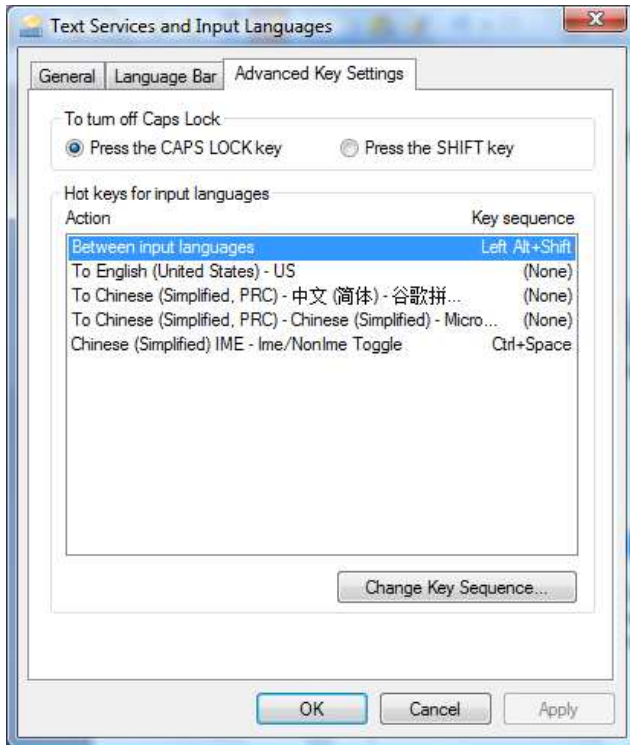 Text Services and Input Languages
General Language Bar Advanced Key Settings
To turn off Caps Lock
Press the CAPS LOCK key Press the SHIFT key
Hot keys for input languages
Action Key sequence
Between input languages Left Alt+Shift
To English (United States) - US (None)
To Chinese (Simplified, PRC) - 中文 (简体) - 谷歌拼... (None)
To Chinese (Simplified, PRC) - Chinese (Simplified) - Micro... (None)
Chinese (Simplified) IME - Ime/NonIme Toggle Ctrl+Space
Change Key Sequence...
OK Cancel Apply